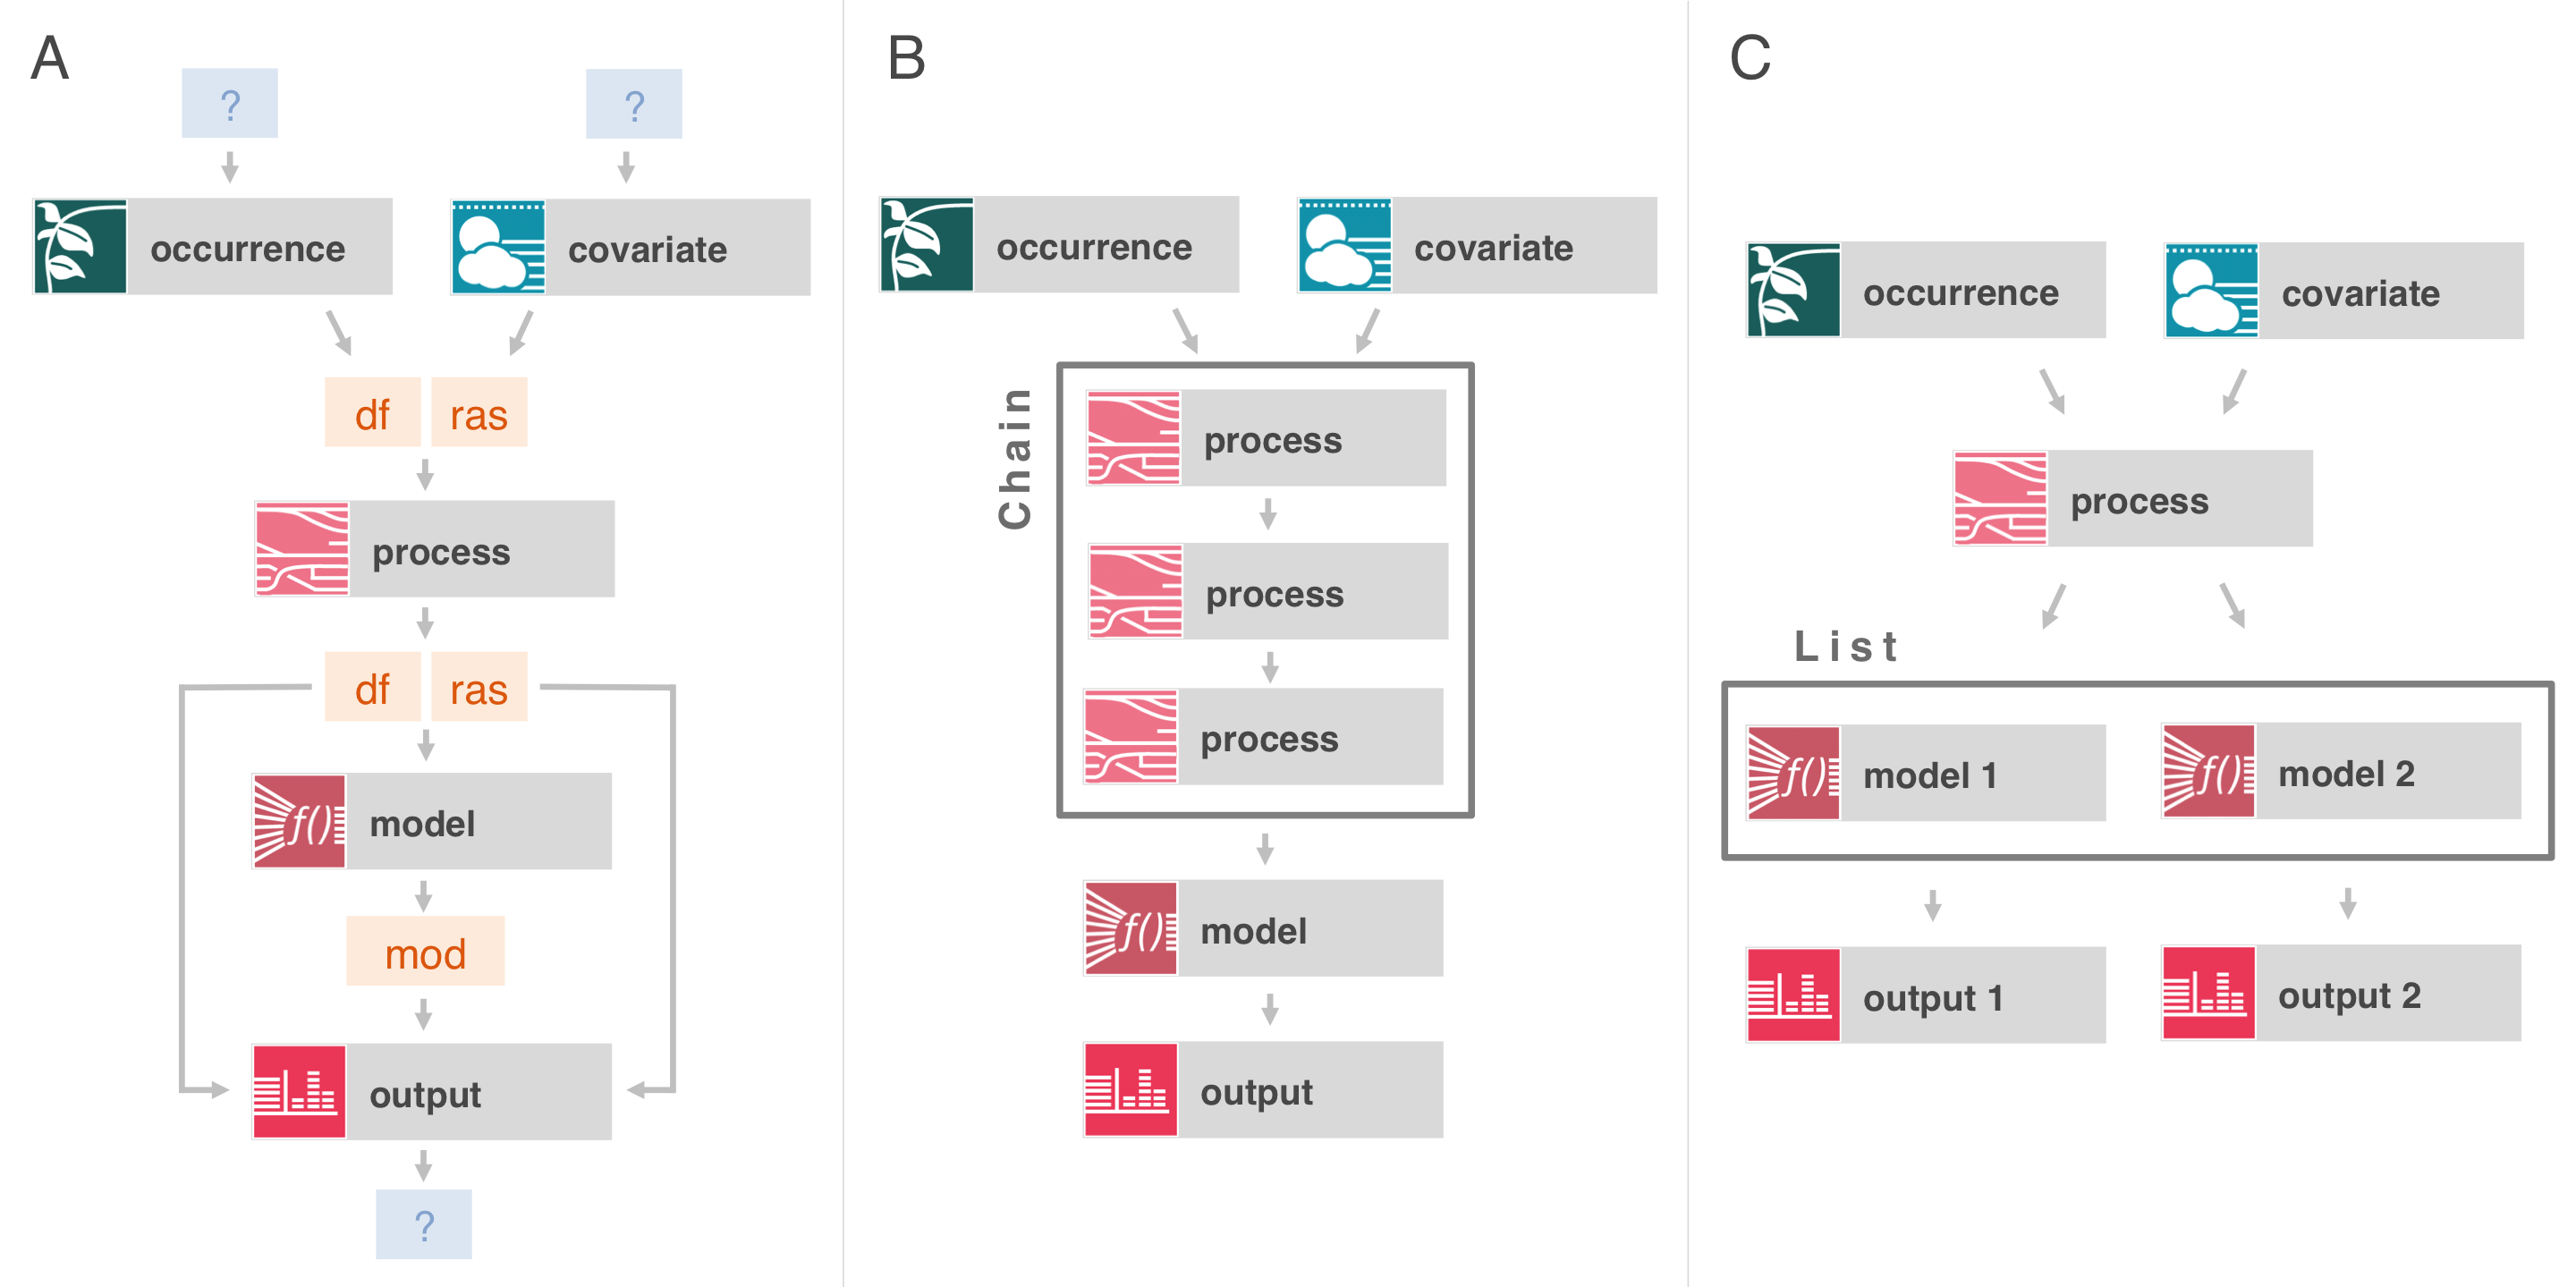 A
?
?
occurrence
covariate
df
ras
process
df
ras
model
f()
mod
output
?
B
occurrence
covariate
Chain
process
process
process
f()
model
output
C
occurrence
covariate
process
List
f()
model 1
f()
model 2
output 1
output 2